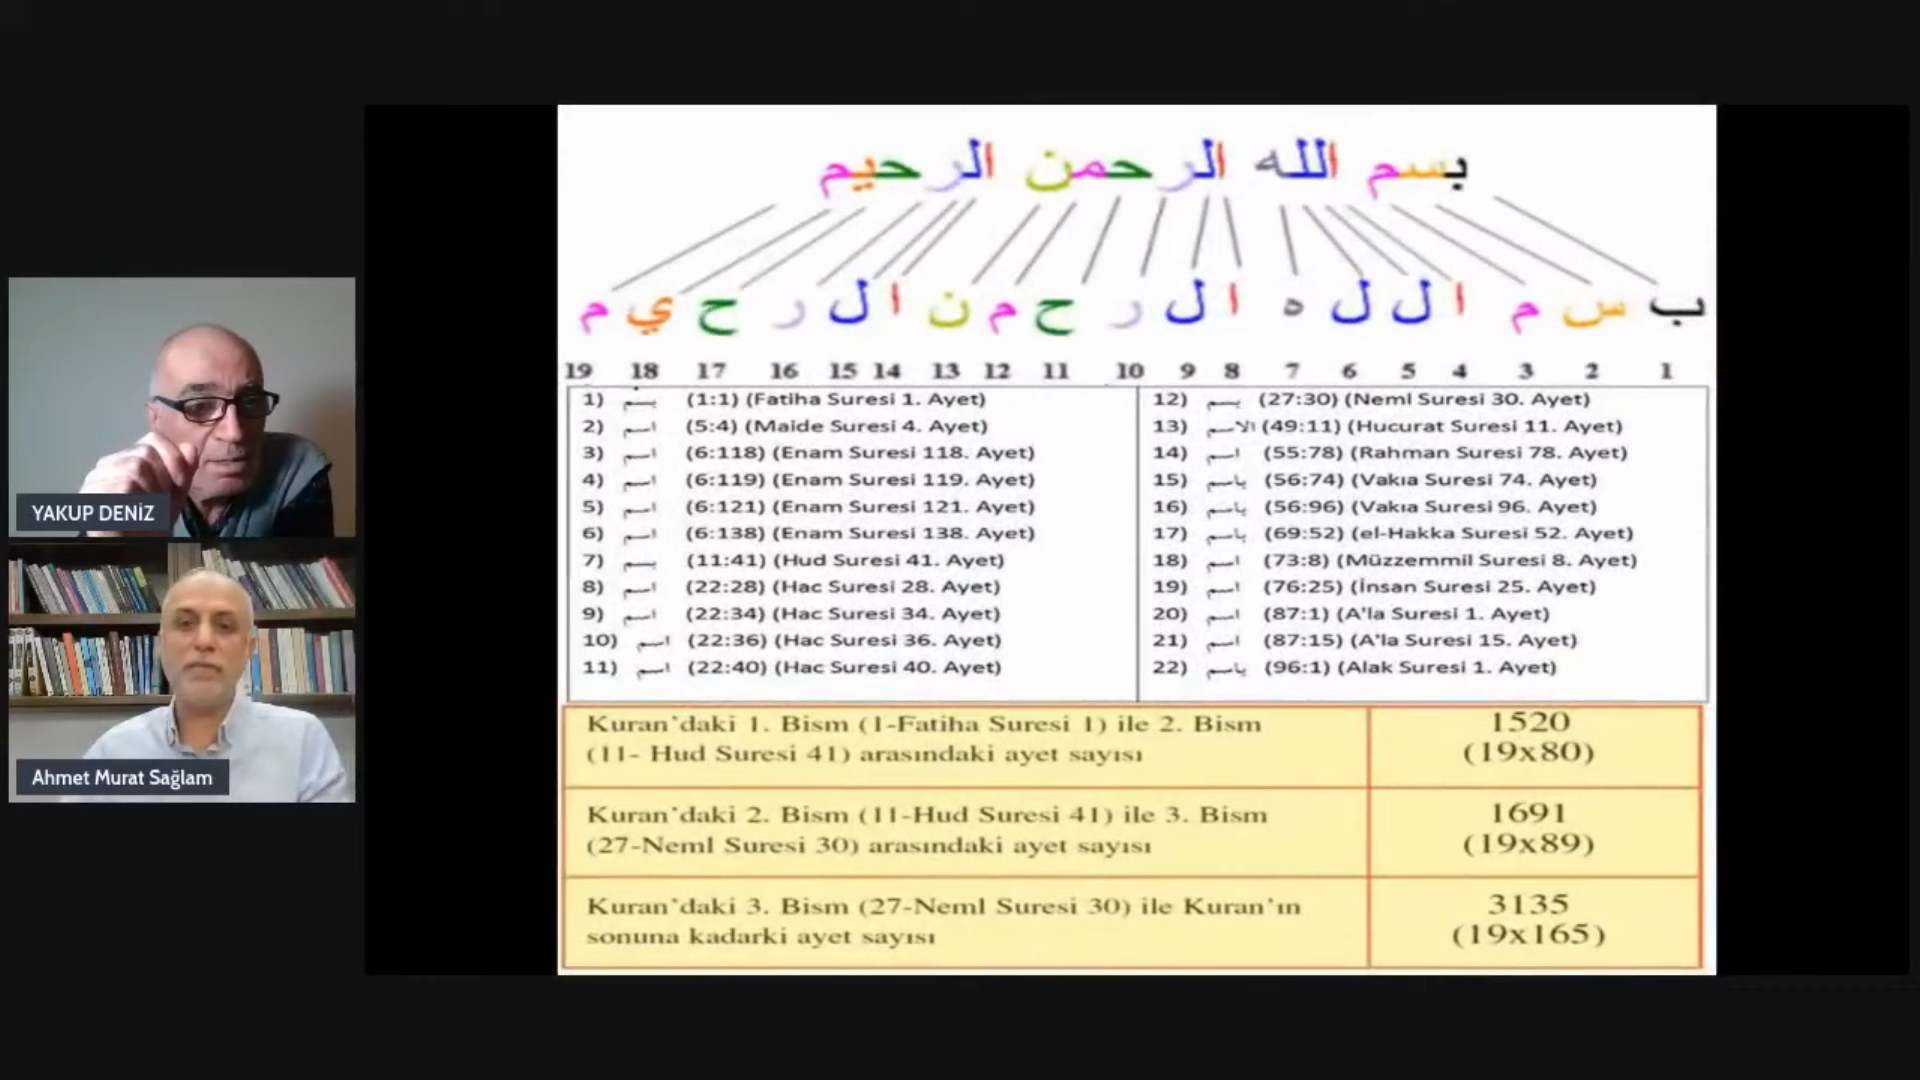 بسم الله الرحمن الرحيم
ب س م ا ل ل ه ا ل ر ح م ن ا ل ر ح ي م
19 18 17 16 15 14 13 12 11 10 9 8 7 6 5 4 3 2 1
1) بسم (1:1) (Fatiha Suresi 1. Ayet)
2) اسم (5:4) (Maide Suresi 4. Ayet)
3) اسم (6:118) (Enam Suresi 118. Ayet)
4) اسم (6:119) (Enam Suresi 119. Ayet)
5) اسم (6:121) (Enam Suresi 121. Ayet)
6) اسم (6:138) (Enam Suresi 138. Ayet)
7) بسم (11:41) (Hud Suresi 41. Ayet)
8) اسم (22:28) (Hac Suresi 28. Ayet)
9) اسم (22:34) (Hac Suresi 34. Ayet)
10) اسم (22:36) (Hac Suresi 36. Ayet)
11) اسم (22:40) (Hac Suresi 40. Ayet)
12) بسم (27:30) (Neml Suresi 30. Ayet)
13) الاسم (49:11) (Hucurat Suresi 11. Ayet)
14) اسم (55:78) (Rahman Suresi 78. Ayet)
15) باسم (56:74) (Vakıa Suresi 74. Ayet)
16) باسم (56:96) (Vakıa Suresi 96. Ayet)
17) باسم (69:52) (el-Hakka Suresi 52. Ayet)
18) اسم (73:8) (Müzzemmil Suresi 8. Ayet)
19) اسم (76:25) (İnsan Suresi 25. Ayet)
20) اسم (87:1) (A'la Suresi 1. Ayet)
21) اسم (87:15) (A'la Suresi 15. Ayet)
22) باسم (96:1) (Alak Suresi 1. Ayet)
Kuran'daki 1. Bism (1-Fatiha Suresi 1) ile 2. Bism
(11- Hud Suresi 41) arasındaki ayet sayısı
1520
(19x80)
Kuran'daki 2. Bism (11-Hud Suresi 41) ile 3. Bism
(27-Neml Suresi 30) arasındaki ayet sayısı
1691
(19x89)
Kuran'daki 3. Bism (27-Neml Suresi 30) ile Kuran'ın
sonuna kadarki ayet sayısı
3135
(19x165)
YAKUP DENİZ
Ahmet Murat Sağlam